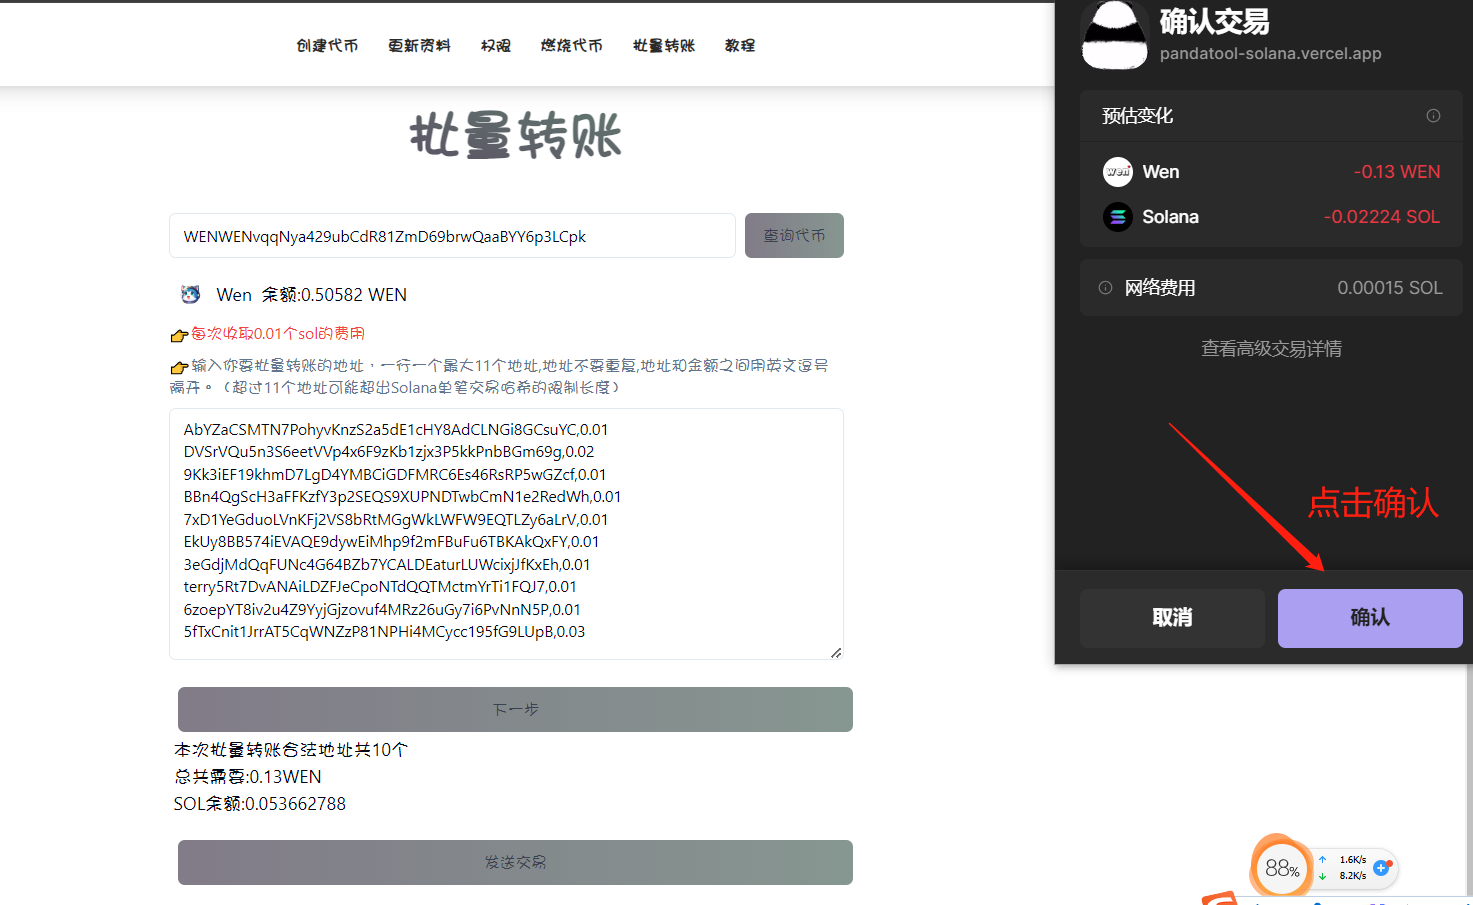 创建代币 更新资料 权限 燃烧代币 批量转账 教程
批量转账
WENWENvqqNya429ubCdR81ZmD69brwQaaBYY6p3LCpk
查询代币
Wen 余额:0.50582 WEN
👉每次收取0.01个sol的费用
👉输入你要批量转账的地址，一行一个最大11个地址,地址不要重复,地址和金额之间用英文逗号
隔开。（超过11个地址可能超出Solana单笔交易哈希的限制长度）
AbYZaCSMTN7PohyvKnzS2a5dE1cHY8AdCLNGi8GCsuYC,0.01
DVSrVQu5n3S6eetVVp4x6F9zKb1zjx3P5kkPnbBGm69g,0.02
9Kk3iEF19khmD7LgD4YMBCiGDFMRC6Es46RsRP5wGZcf,0.01
BBn4QgScH3aFFKzfY3p2SEQS9XUPNDTwbCmN1e2RedWh,0.01
7xD1YeGduoLVnKFj2VS8bRtMGgWkLWFW9EQTLZy6aLrV,0.01
EkUy8BB574iEVAQE9dywEiMhp9f2mFBuFu6TBKAkQxFY,0.01
3eGdjMdQqFUNc4G64BZb7YCALDEaturLUWcixjJfKxEh,0.01
terry5Rt7DvANAiLDZFJeCpoNTdQQTMctmYrTi1FQJ7,0.01
6zoepYT8iv2u4Z9YyjGjzovuf4MRz26uGy7i6PvNnN5P,0.01
5fTxCnit1JrrAT5CqWNZzP81NPHi4MCycc195fG9LUpB,0.03
下一步
本次批量转账合法地址共10个
总共需要:0.13WEN
SOL余额:0.053662788
发送交易
确认交易
pandatool-solana.vercel.app
预估变化
wen Wen -0.13 WEN
Solana -0.02224 SOL
网络费用 0.00015 SOL
查看高级交易详情
点击确认
取消 确认
88% ↑ 1.6K/s
↓ 8.2K/s